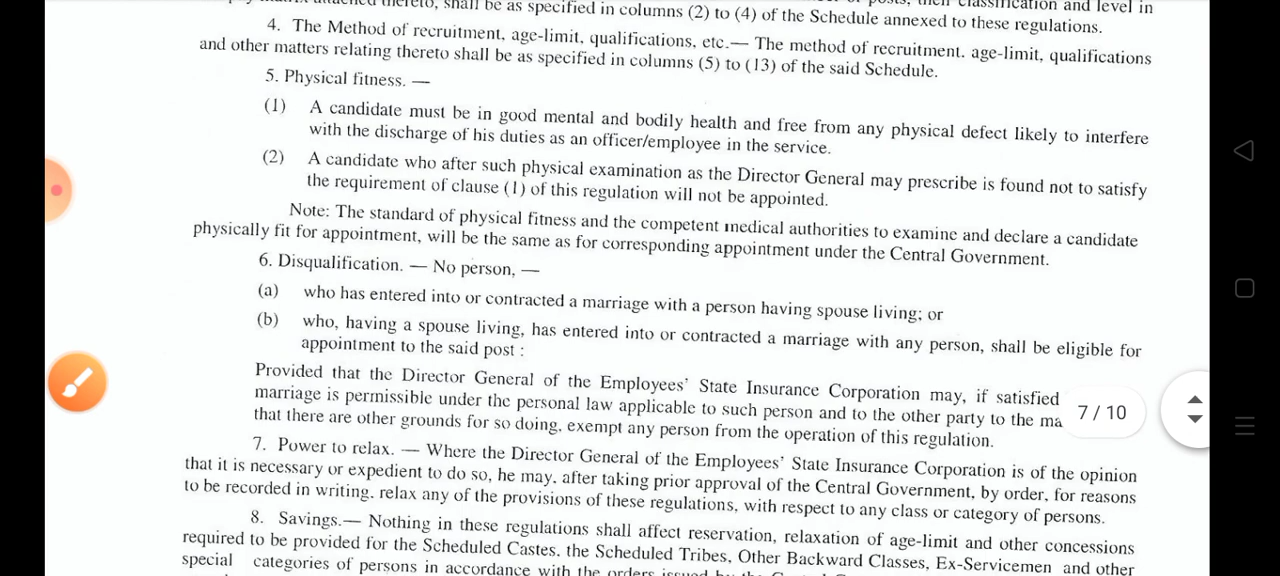 shall be as specified in columns (2) to (4) of the Schedule annexed to these regulations.
4. The Method of recruitment, age-limit, qualifications, etc.— The method of recruitment. age-limit, qualifications
and other matters relating thereto shall be as specified in columns (5) to (13) of the said Schedule.
5. Physical fitness. —
(1) A candidate must be in good mental and bodily health and free from any physical defect likely to interfere
with the discharge of his duties as an officer/employee in the service.
(2) A candidate who after such physical examination as the Director General may prescribe is found not to satisfy
the requirement of clause (1) of this regulation will not be appointed.
Note: The standard of physical fitness and the competent medical authorities to examine and declare a candidate
physically fit for appointment, will be the same as for corresponding appointment under the Central Government.
6. Disqualification. — No person, —
(a) who has entered into or contracted a marriage with a person having spouse living; or
(b) who, having a spouse living, has entered into or contracted a marriage with any person, shall be eligible for
appointment to the said post :
Provided that the Director General of the Employees' State Insurance Corporation may, if satisfied
marriage is permissible under the personal law applicable to such person and to the other party to the ma
that there are other grounds for so doing, exempt any person from the operation of this regulation.
7 / 10
7. Power to relax. — Where the Director General of the Employees' State Insurance Corporation is of the opinion
that it is necessary or expedient to do so, he may. after taking prior approval of the Central Government, by order, for reasons
to be recorded in writing. relax any of the provisions of these regulations, with respect to any class or category of persons.
8. Savings.— Nothing in these regulations shall affect reservation, relaxation of age-limit and other concessions
required to be provided for the Scheduled Castes. the Scheduled Tribes, Other Backward Classes, Ex-Servicemen and other
special categories of persons in accordance with the orders issued by the